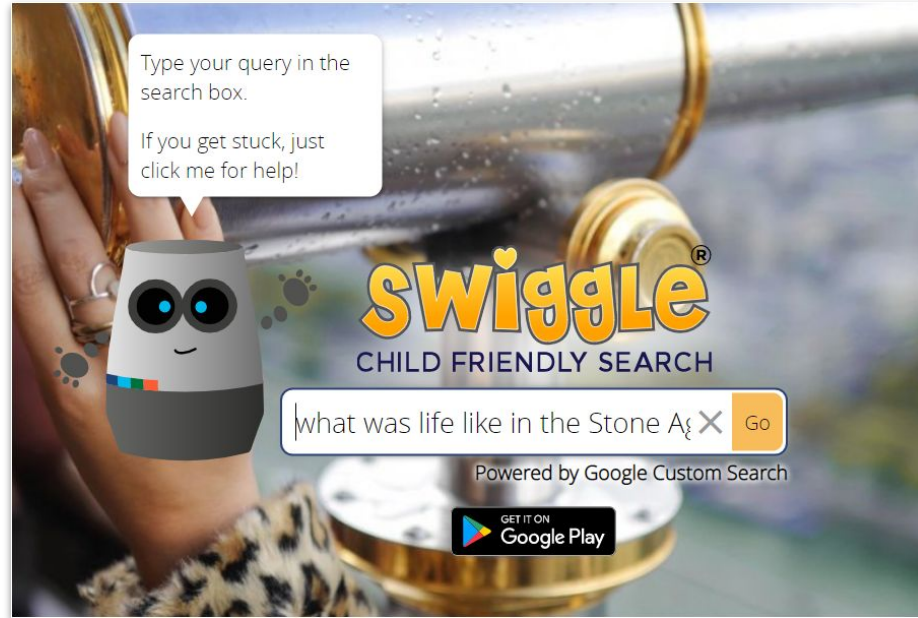 Type your query in the
search box.
If you get stuck, just
click me for help!
swiggle®
CHILD FRIENDLY SEARCH
what was life like in the Stone
Go
Powered by Google Custom Search
GET IT ON
Google Play